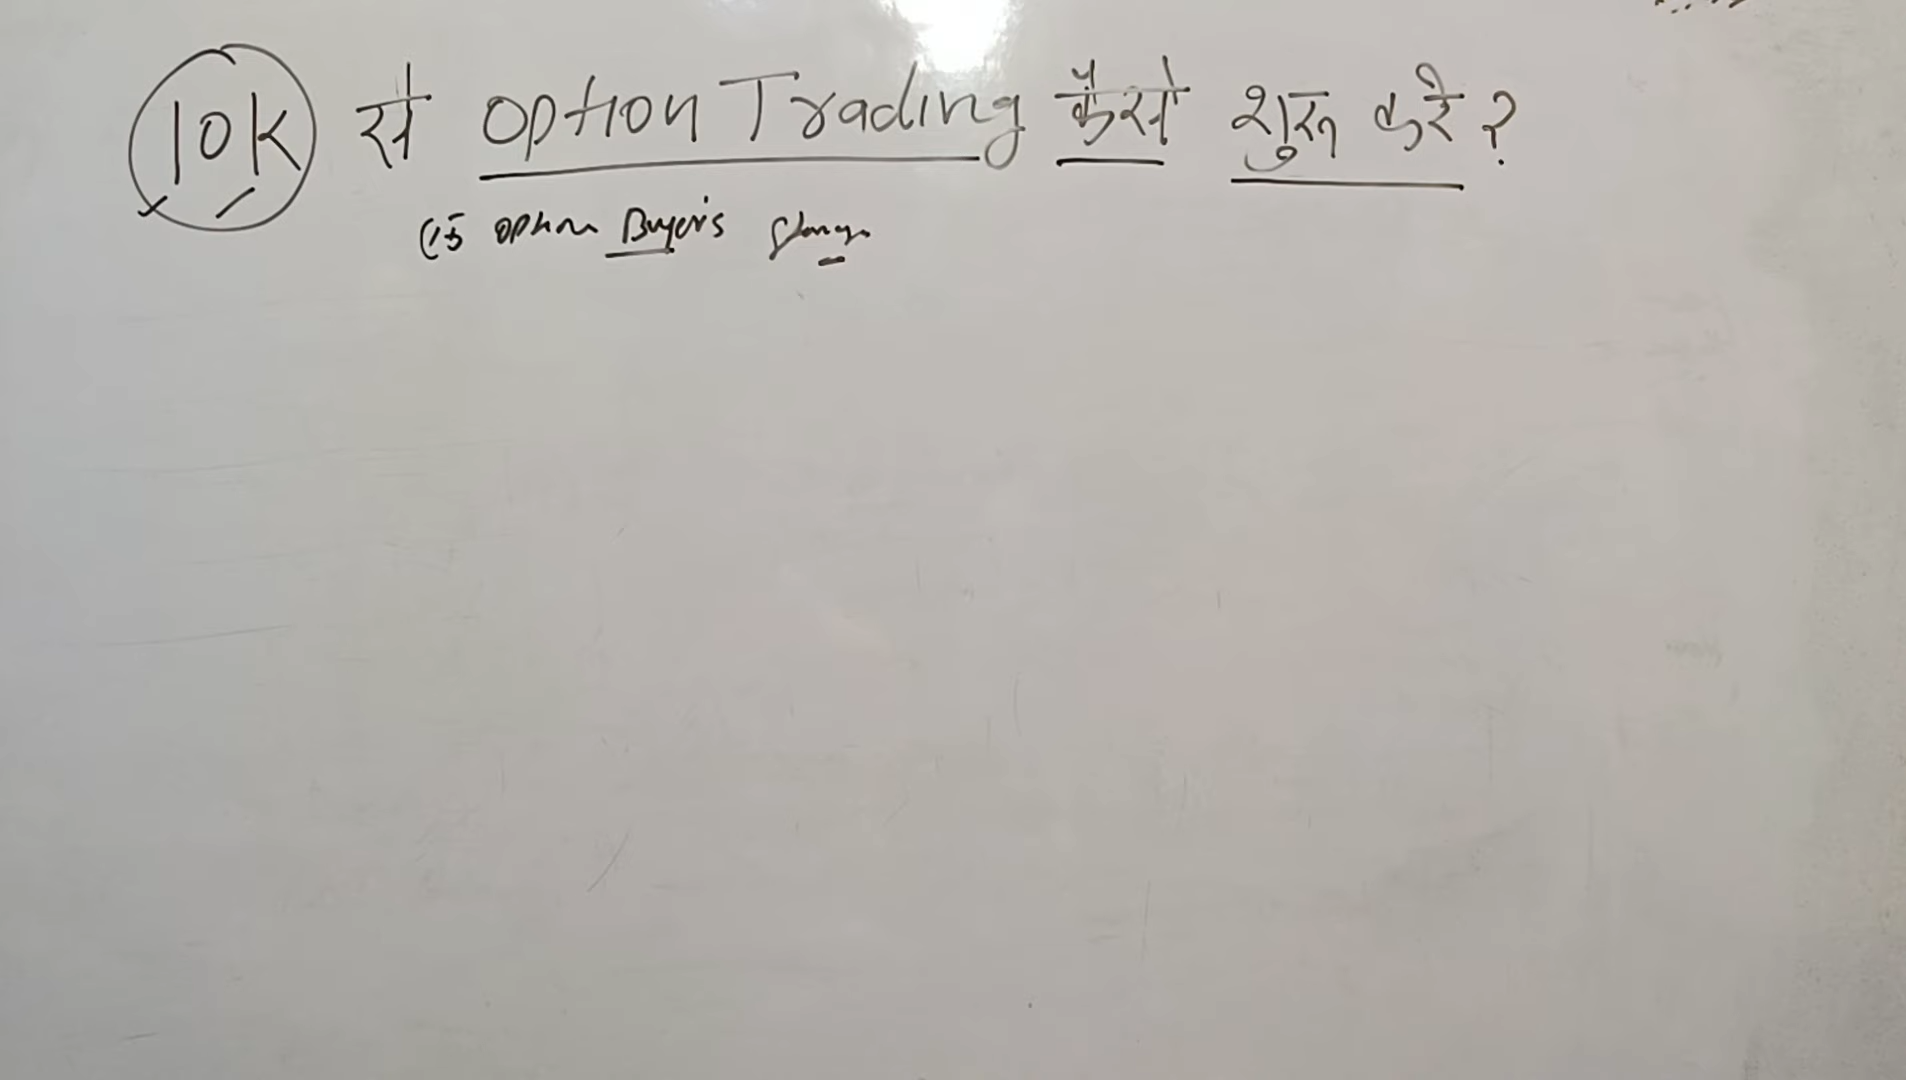 10K से option Trading कैसे शुरू करे ?
option Buyer's